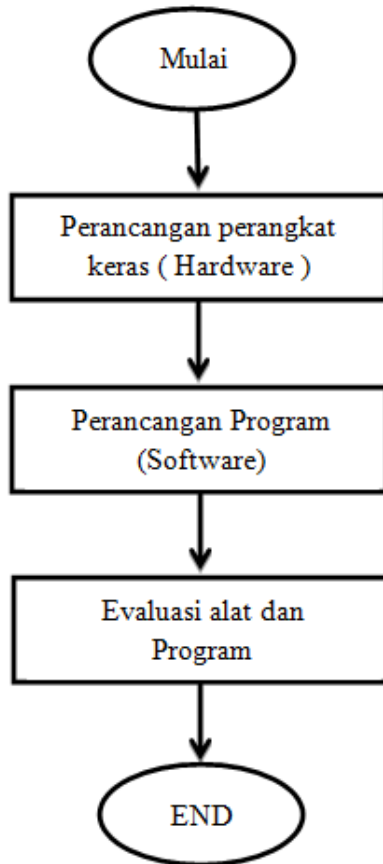 Mulai
Perancangan perangkat
keras ( Hardware )
Perancangan Program
(Software)
Evaluasi alat dan
Program
END